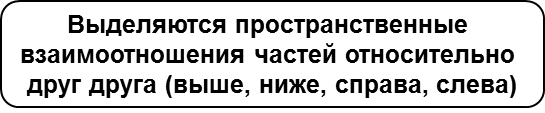 Выделяются пространственные
взаимоотношения частей относительно
друг друга (выше, ниже, справа, слева)